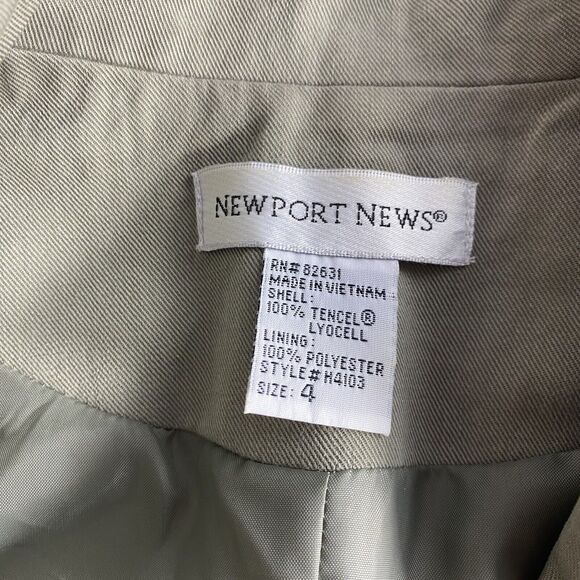 NEWPORT NEWS®
RN# 82631
MADE IN VIETNAM
SHELL:
100% TENCEL®
LYOCELL
LINING:
100% POLYESTER
STYLE# H4103
SIZE: 4